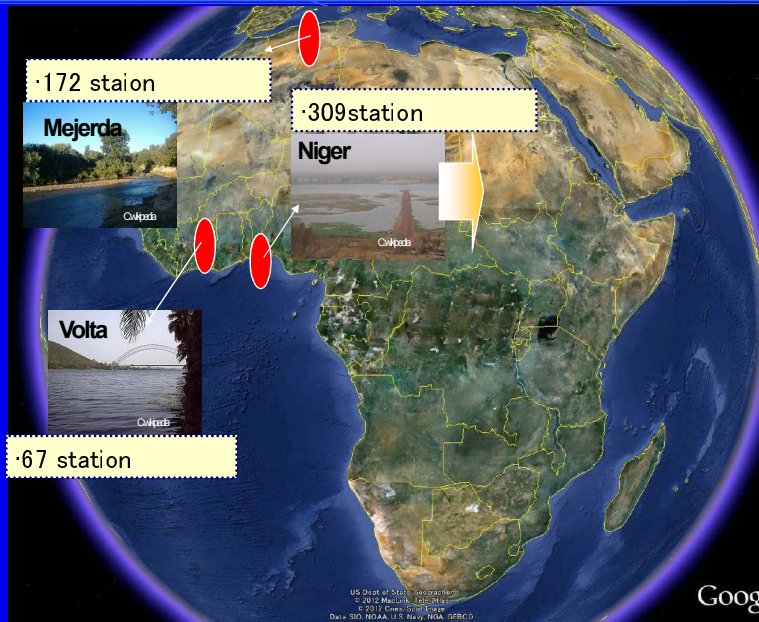 ·172 staion
·309station
Mejerda
Niger
C.wikipedia
C.wikipedia
Volta
C.wikipedia
·67 station
US Dept of State Geographer
© 2012 MapLink/Tele Atlas
© 2012 Cnes/Spot Image
Data SIO, NOAA, U.S. Navy, NGA, GEBCO
Goog